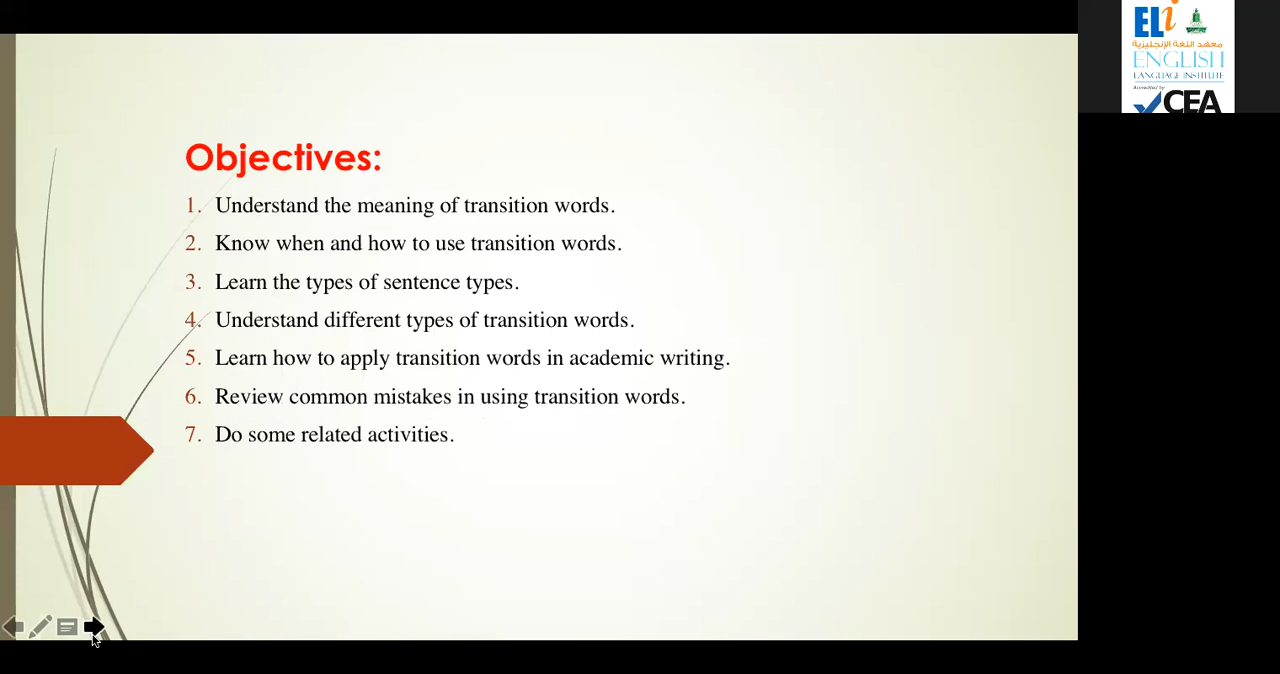 Objectives:
1. Understand the meaning of transition words.
2. Know when and how to use transition words.
3. Learn the types of sentence types.
4. Understand different types of transition words.
5. Learn how to apply transition words in academic writing.
6. Review common mistakes in using transition words.
7. Do some related activities.
ELi
معهد اللغة الإنجليزية
ENGLISH
LANGUAGE INSTITUTE
Accredited by
CEA